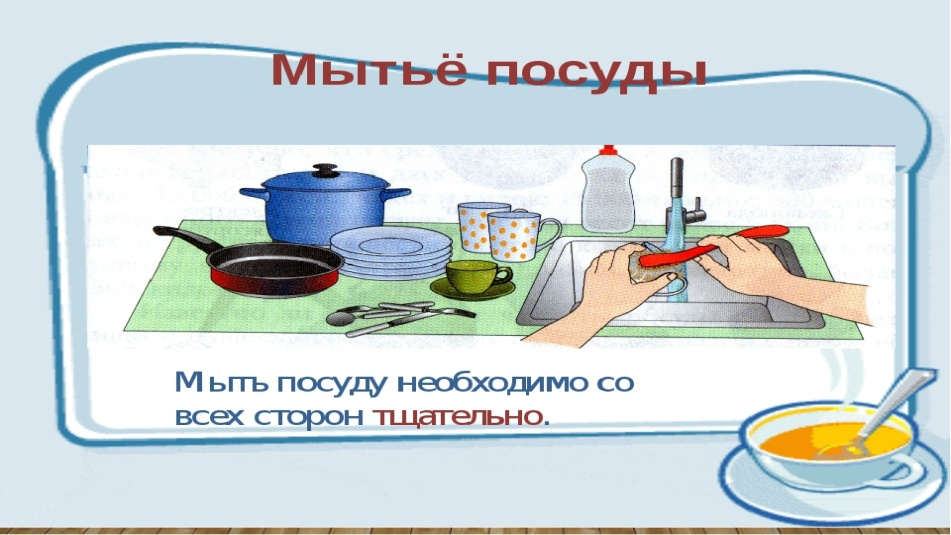 Мытьё посуды
Мыть посуду необходимо со
всех сторон тщательно.